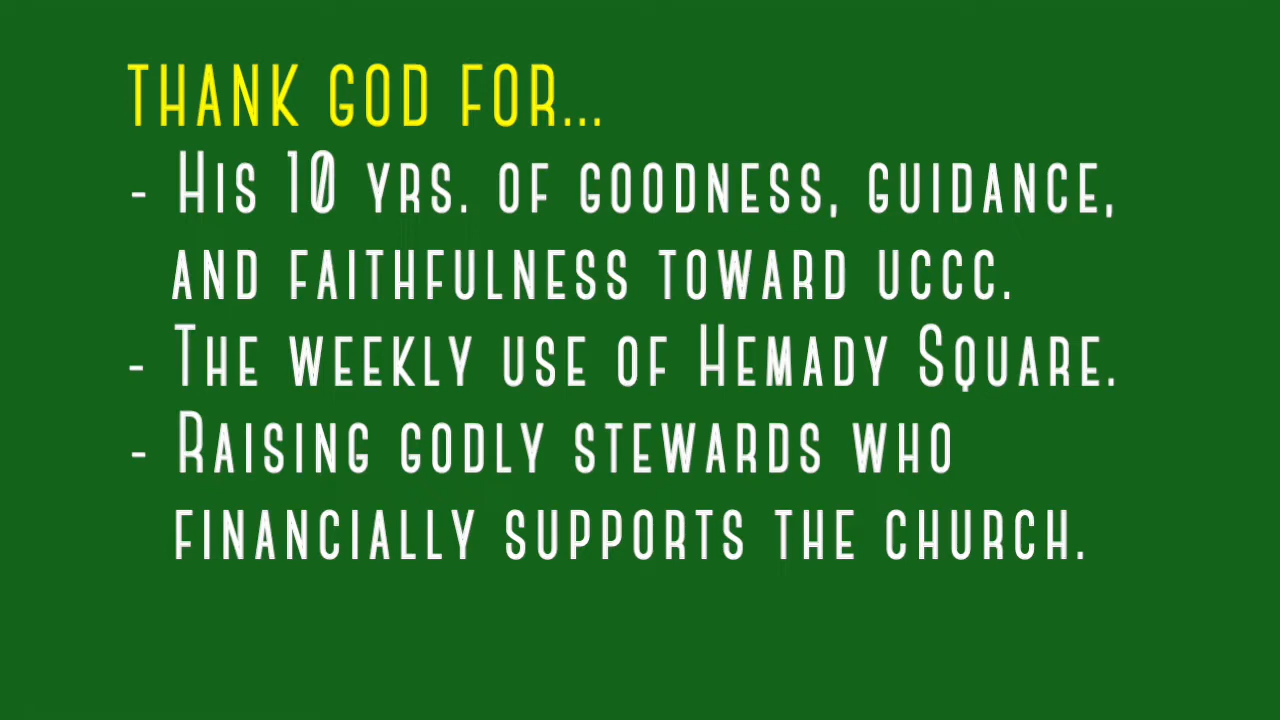 THANK GOD FOR...
- His 10 yrs. of goodness, guidance,
and faithfulness toward uccc.
- The weekly use of Hemady Square.
- Raising godly stewards who
financially supports the church.